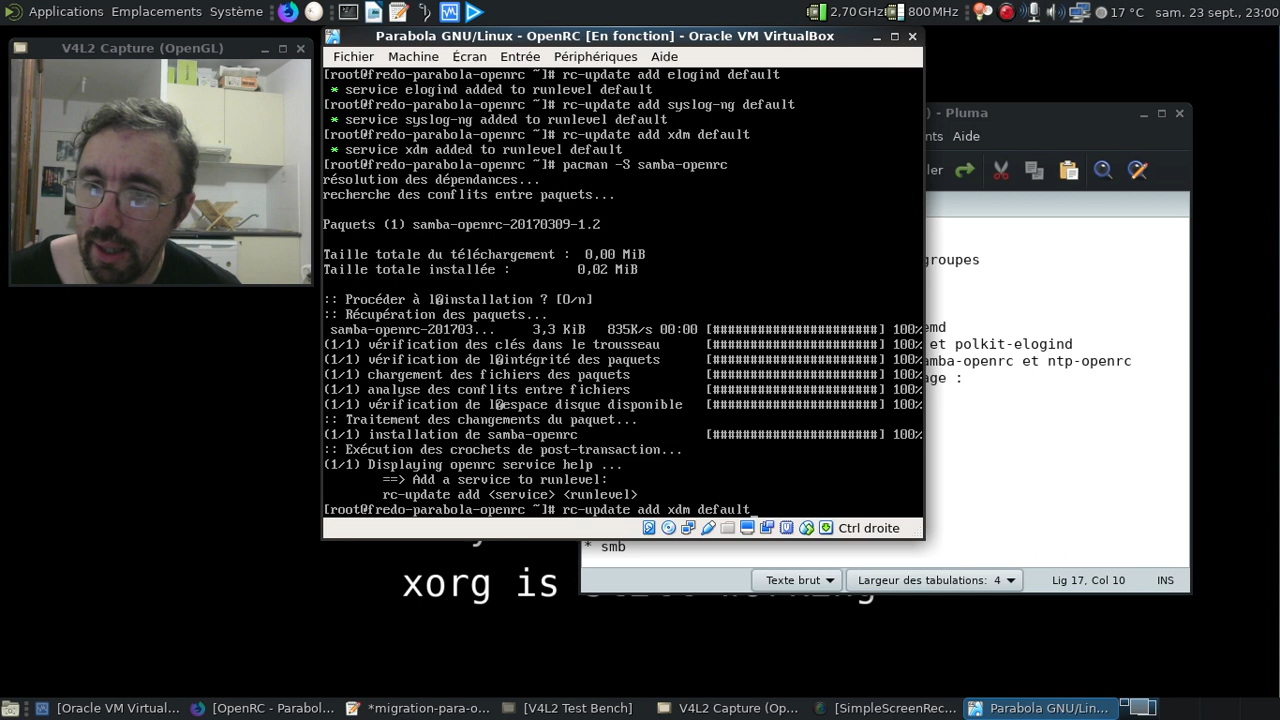 Applications Emplacements Système
2,70 GHz 800 MHz 17 °C sam. 23 sept., 23:00
V4L2 Capture (OpenGL)
Parabola GNU/Linux - OpenRC [En fonction] - Oracle VM VirtualBox
Fichier Machine Écran Entrée Périphériques Aide
[root@fredo-parabola-openrc ~]# rc-update add elogind default
* service elogind added to runlevel default
[root@fredo-parabola-openrc ~]# rc-update add syslog-ng default
* service syslog-ng added to runlevel default
[root@fredo-parabola-openrc ~]# rc-update add xdm default
* service xdm added to runlevel default
[root@fredo-parabola-openrc ~]# pacman -S samba-openrc
résolution des dépendances...
recherche des conflits entre paquets...
Paquets (1) samba-openrc-20170309-1.2
Taille totale du téléchargement : 0,00 MiB
Taille totale installée : 0,02 MiB
:: Procéder à l�installation ? [O/n]
:: Récupération des paquets...
samba-openrc-201703... 3,3 KiB 835K/s 00:00 [######################] 100%
(1/1) vérification des clés dans le trousseau [######################] 100%
(1/1) vérification de l�intégrité des paquets [######################] 100%
(1/1) chargement des fichiers des paquets [######################] 100%
(1/1) analyse des conflits entre fichiers [######################] 100%
(1/1) vérification de l�espace disque disponible [######################] 100%
:: Traitement des changements du paquet...
(1/1) installation de samba-openrc [######################] 100%
:: Exécution des crochets de post-transaction...
(1/1) Displaying openrc service help ...
==> Add a service to runlevel:
rc-update add <service> <runlevel>
[root@fredo-parabola-openrc ~]# rc-update add xdm default_
Ctrl droite
) - Pluma
ents Aide
ler
groupes
emd
et polkit-elogind
amba-openrc et ntp-openrc
age :
* smb
Texte brut Largeur des tabulations: 4 Lig 17, Col 10 INS
xorg is
[Oracle VM Virtual... [OpenRC - Parabol... *migration-para-o... [V4L2 Test Bench] V4L2 Capture (Op... [SimpleScreenRec... Parabola GNU/Lin...